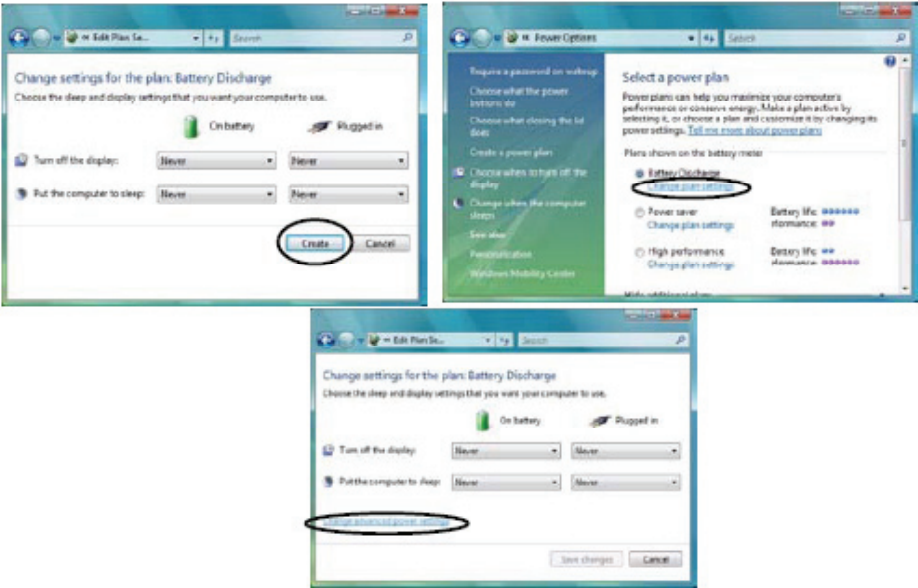 « Edit Plan Se...
Search
Change settings for the plan: Battery Discharge
Choose the sleep and display settings that you want your computer to use.
On battery
Plugged in
Turn off the display:
Never
Never
Put the computer to sleep:
Never
Never
Create
Cancel
« Power Options
Search
Require a password on wakeup
Choose what the power
buttons do
Choose what closing the lid
does
Create a power plan
Choose when to turn off the
display
Change when the computer
sleeps
See also
Personalization
Windows Mobility Center
Select a power plan
Power plans can help you maximize your computer's
performance or conserve energy. Make a plan active by
selecting it, or choose a plan and customize it by changing its
power settings. Tell me more about power plans
Plans shown on the battery meter
Battery Discharge
Change plan settings
Power saver
Battery life:
Change plan settings
rformance:
High performance
Battery life:
Change plan settings
rformance:
Hide additional plans
« Edit Plan Se...
Search
Change settings for the plan: Battery Discharge
Choose the sleep and display settings that you want your computer to use.
On battery
Plugged in
Turn off the display:
Never
Never
Put the computer to sleep:
Never
Never
Change advanced power settings
Save changes
Cancel